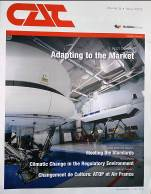 CAT
Adapting to the Market
Meeting the Standards
Climatic Change in the Regulatory Environment
Changement de Culture: ATQP at Air France